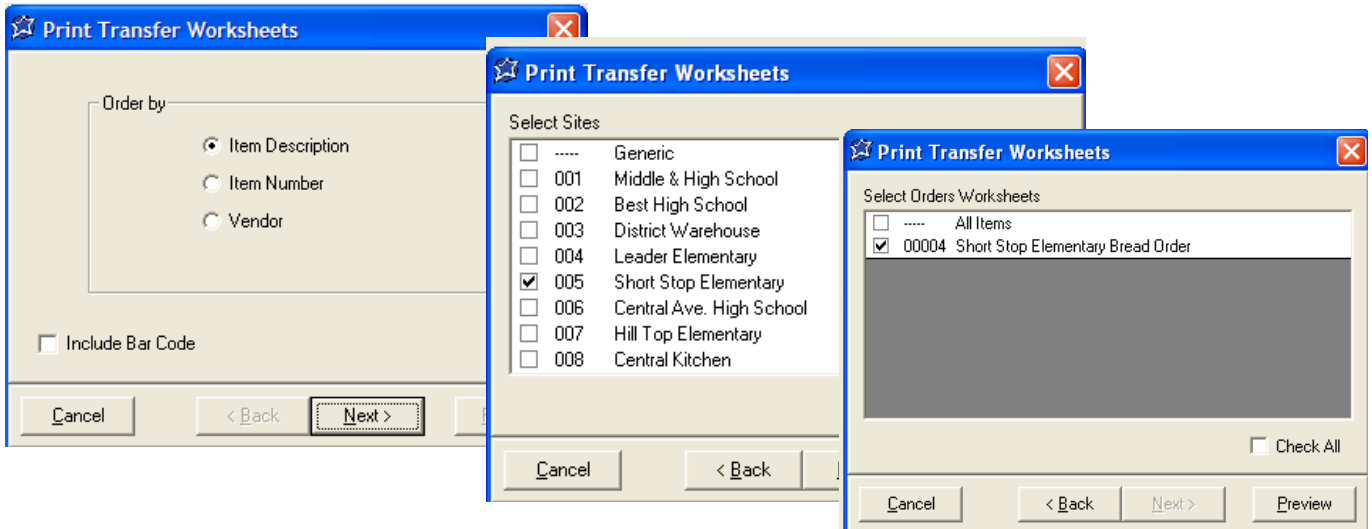 Print Transfer Worksheets
Order by
Item Description
Item Number
Vendor
Include Bar Code
Cancel
< Back
Next >
Print Transfer Worksheets
Select Sites
----- Generic
001 Middle & High School
002 Best High School
003 District Warehouse
004 Leader Elementary
005 Short Stop Elementary
006 Central Ave. High School
007 Hill Top Elementary
008 Central Kitchen
Cancel
< Back
Print Transfer Worksheets
Select Orders Worksheets
----- All Items
00004 Short Stop Elementary Bread Order
Check All
Cancel
< Back
Next >
Preview